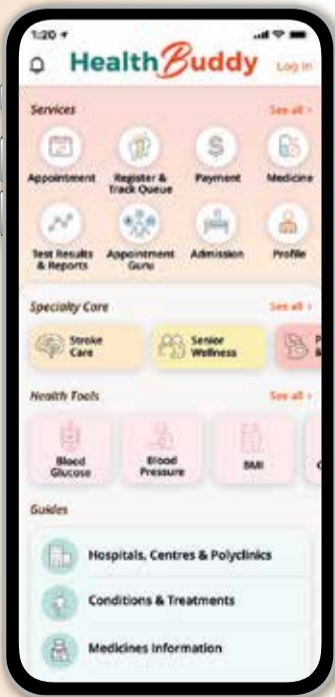 1:20
HealthBuddy
Log in
Services
See all >
Appointment
Register &
Track Queue
Payment
Medicine
Test Results
& Reports
Appointment
Guru
Admission
Profile
Specialty Care
See all >
Stroke
Care
Senior
Wellness
Health Tools
See all >
Blood
Glucose
Blood
Pressure
BMI
Guides
Hospitals, Centres & Polyclinics
Conditions & Treatments
Medicines Information